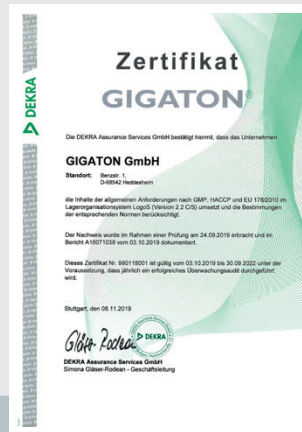 Zertifikat
GIGATON®
DEKRA
Die DEKRA Assurance Services GmbH bestätigt hiermit, dass das Unternehmen
GIGATON GmbH
Standort: Benzstr. 1,
D-68542 Heddesheim
die Inhalte der allgemeinen Anforderungen nach GMP, HACCP und EU 178/2010 im
Lagerorganisationssystem LogoS (Version 2.2 C/S) umsetzt und die Bestimmungen
der entsprechenden Normen berücksichtigt.
Der Nachweis wurde im Rahmen einer Prüfung am 24.09.2019 erbracht und im
Bericht A18071038 vom 03.10.2019 dokumentiert.
Dieses Zertifikat Nr. 990118001 ist gültig vom 03.10.2019 bis 30.09.2022 unter der
Voraussetzung, dass jährlich ein erfolgreiches Überwachungsaudit durchgeführt
wird.
Stuttgart, den 08.11.2019
DEKRA
DEKRA Assurance Services GmbH
Simona Gläser-Rodean - Geschäftsleitung